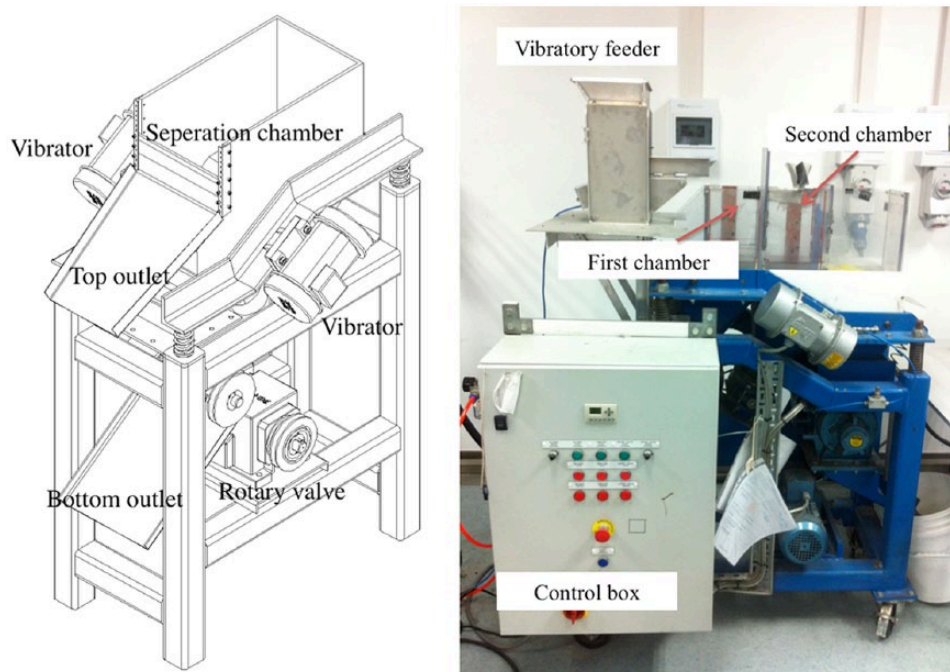 Vibrator
Seperation chamber
Top outlet
Vibrator
Bottom outlet
Rotary valve
Vibratory feeder
Second chamber
First chamber
Control box